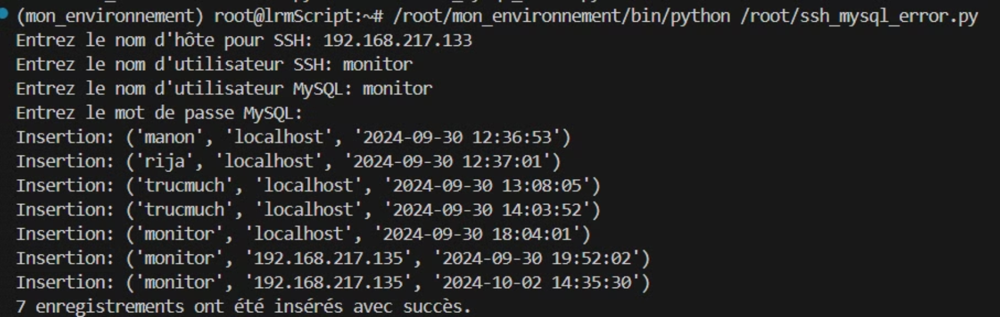 (mon_environnement) root@lrmScript:~# /root/mon_environnement/bin/python /root/ssh_mysql_error.py
Entrez le nom d'hôte pour SSH: 192.168.217.133
Entrez le nom d'utilisateur SSH: monitor
Entrez le nom d'utilisateur MySQL: monitor
Entrez le mot de passe MySQL:
Insertion: ('manon', 'localhost', '2024-09-30 12:36:53')
Insertion: ('rija', 'localhost', '2024-09-30 12:37:01')
Insertion: ('trucmuch', 'localhost', '2024-09-30 13:08:05')
Insertion: ('trucmuch', 'localhost', '2024-09-30 14:03:52')
Insertion: ('monitor', 'localhost', '2024-09-30 18:04:01')
Insertion: ('monitor', '192.168.217.135', '2024-09-30 19:52:02')
Insertion: ('monitor', '192.168.217.135', '2024-10-02 14:35:30')
7 enregistrements ont été insérés avec succès.